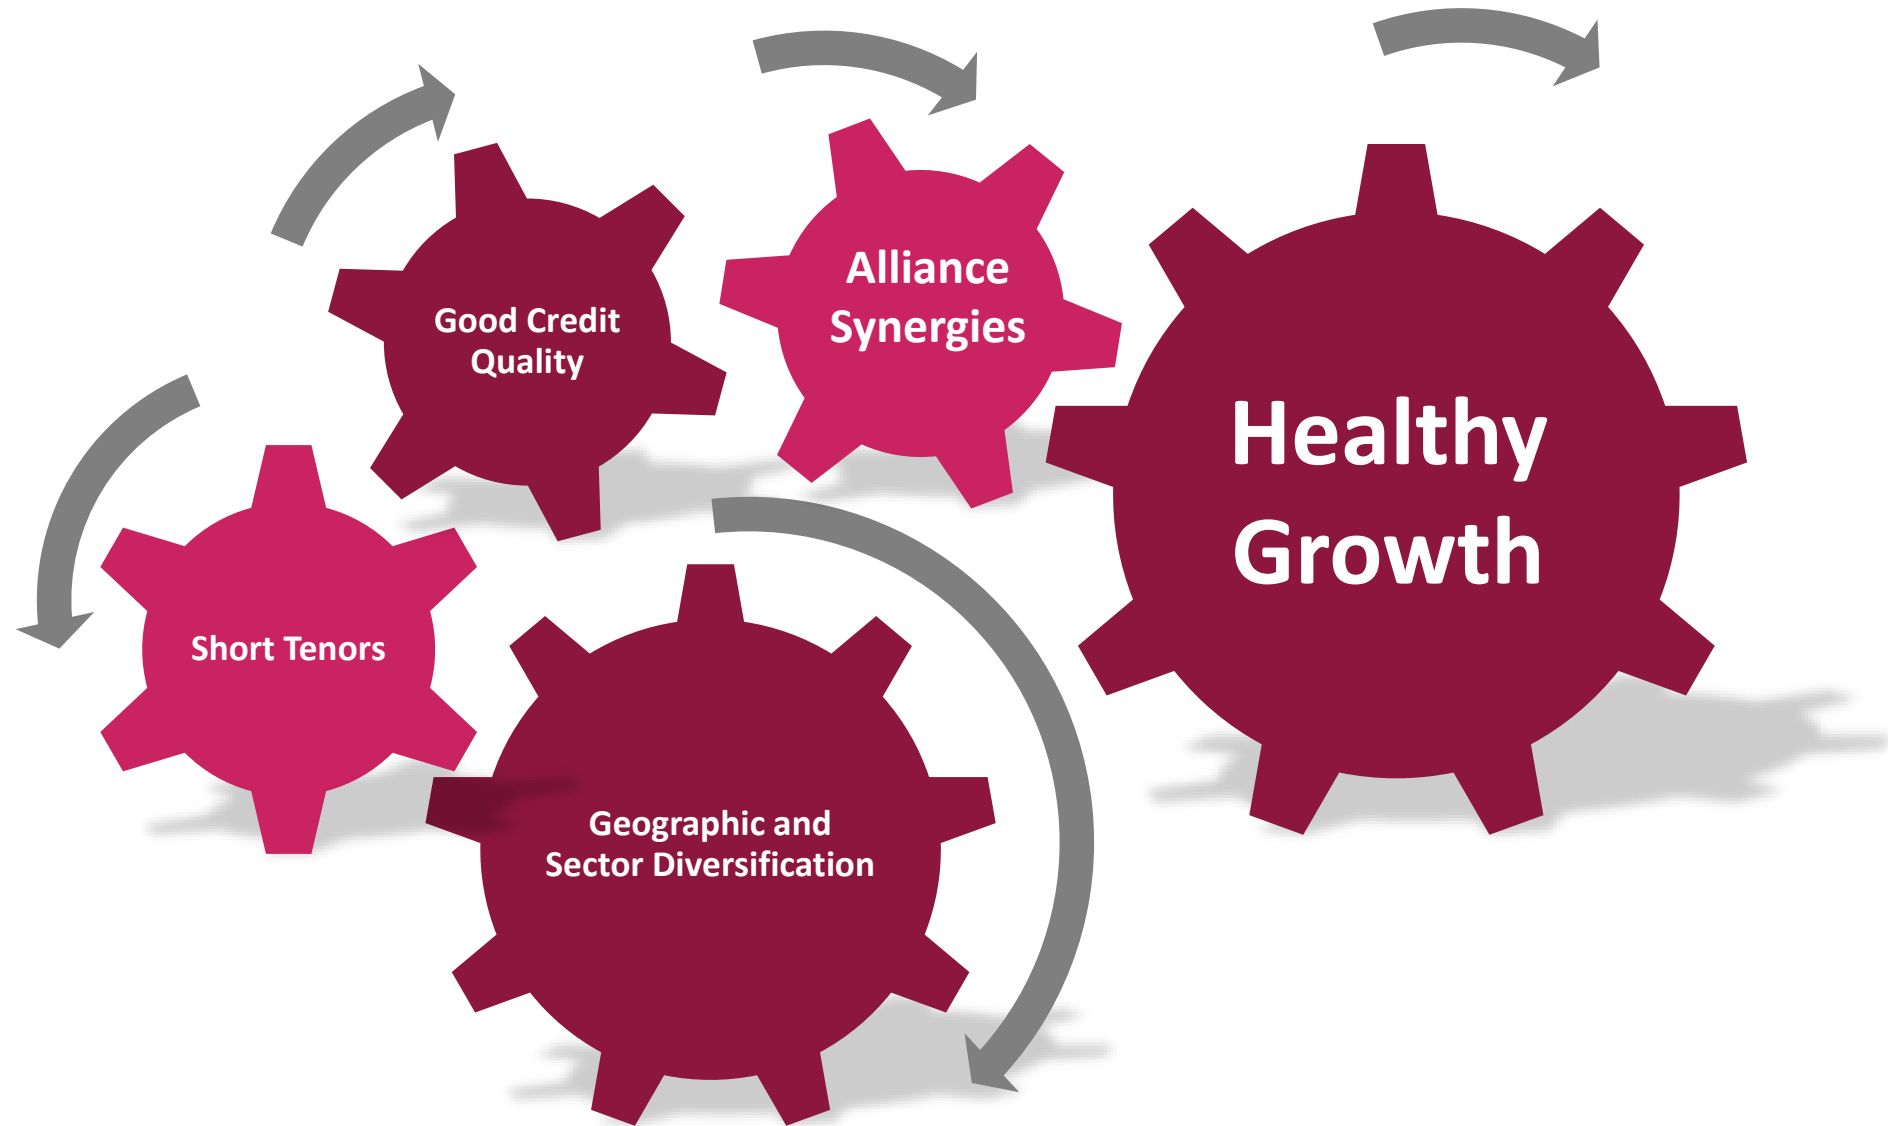 Good Credit
Quality
Alliance
Synergies
Healthy
Growth
Short Tenors
Geographic and
Sector Diversification